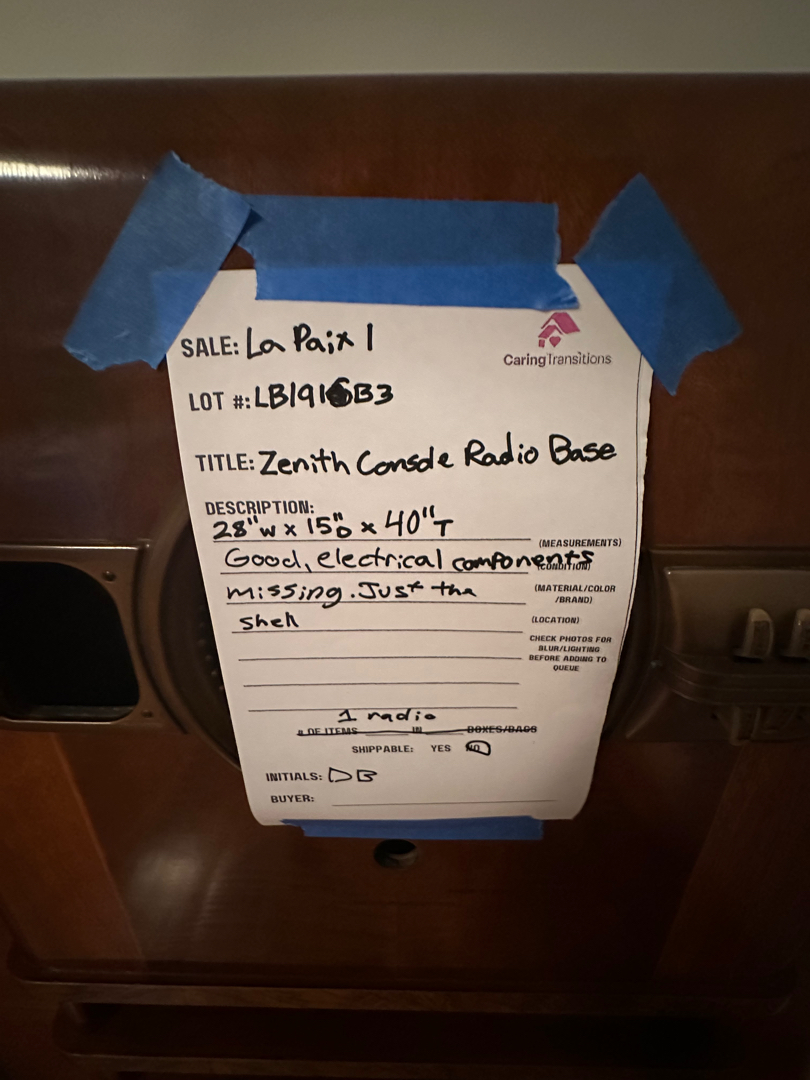 SALE: La Paix 1
CaringTransitions
LOT #: LB1916B3
TITLE: Zenith Console Radio Base
DESCRIPTION:
28"W x 15"D x 40"T
(MEASUREMENTS)
Good, electrical components
(CONDITION)
missing. Just the
(MATERIAL/COLOR
/BRAND)
shell
(LOCATION)
CHECK PHOTOS FOR
BLUR/LIGHTING
BEFORE ADDING TO
QUEUE
1 radio
# OF ITEMS IN BOXES/BAGS
SHIPPABLE: YES NO
INITIALS: DB
BUYER: